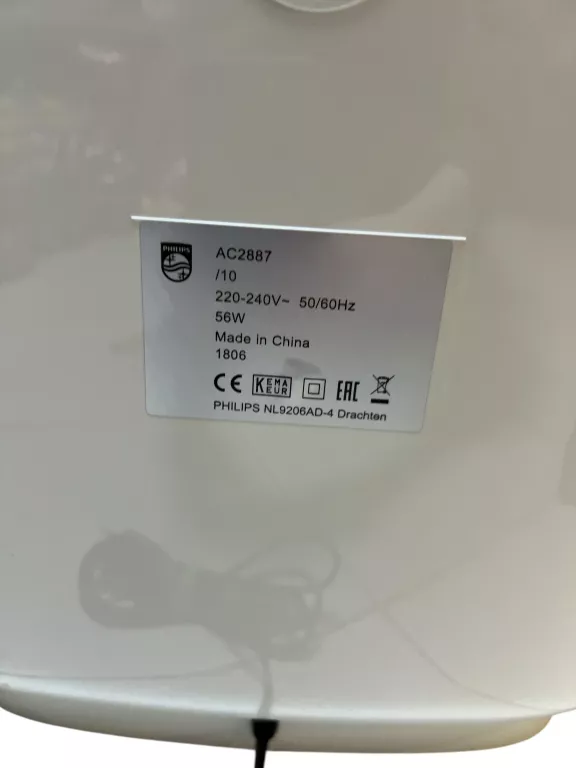 PHILIPS
AC2887
/10
220-240V~ 50/60Hz
56W
Made in China
1806
CE KEMA EUR EAC
PHILIPS NL9206AD-4 Drachten